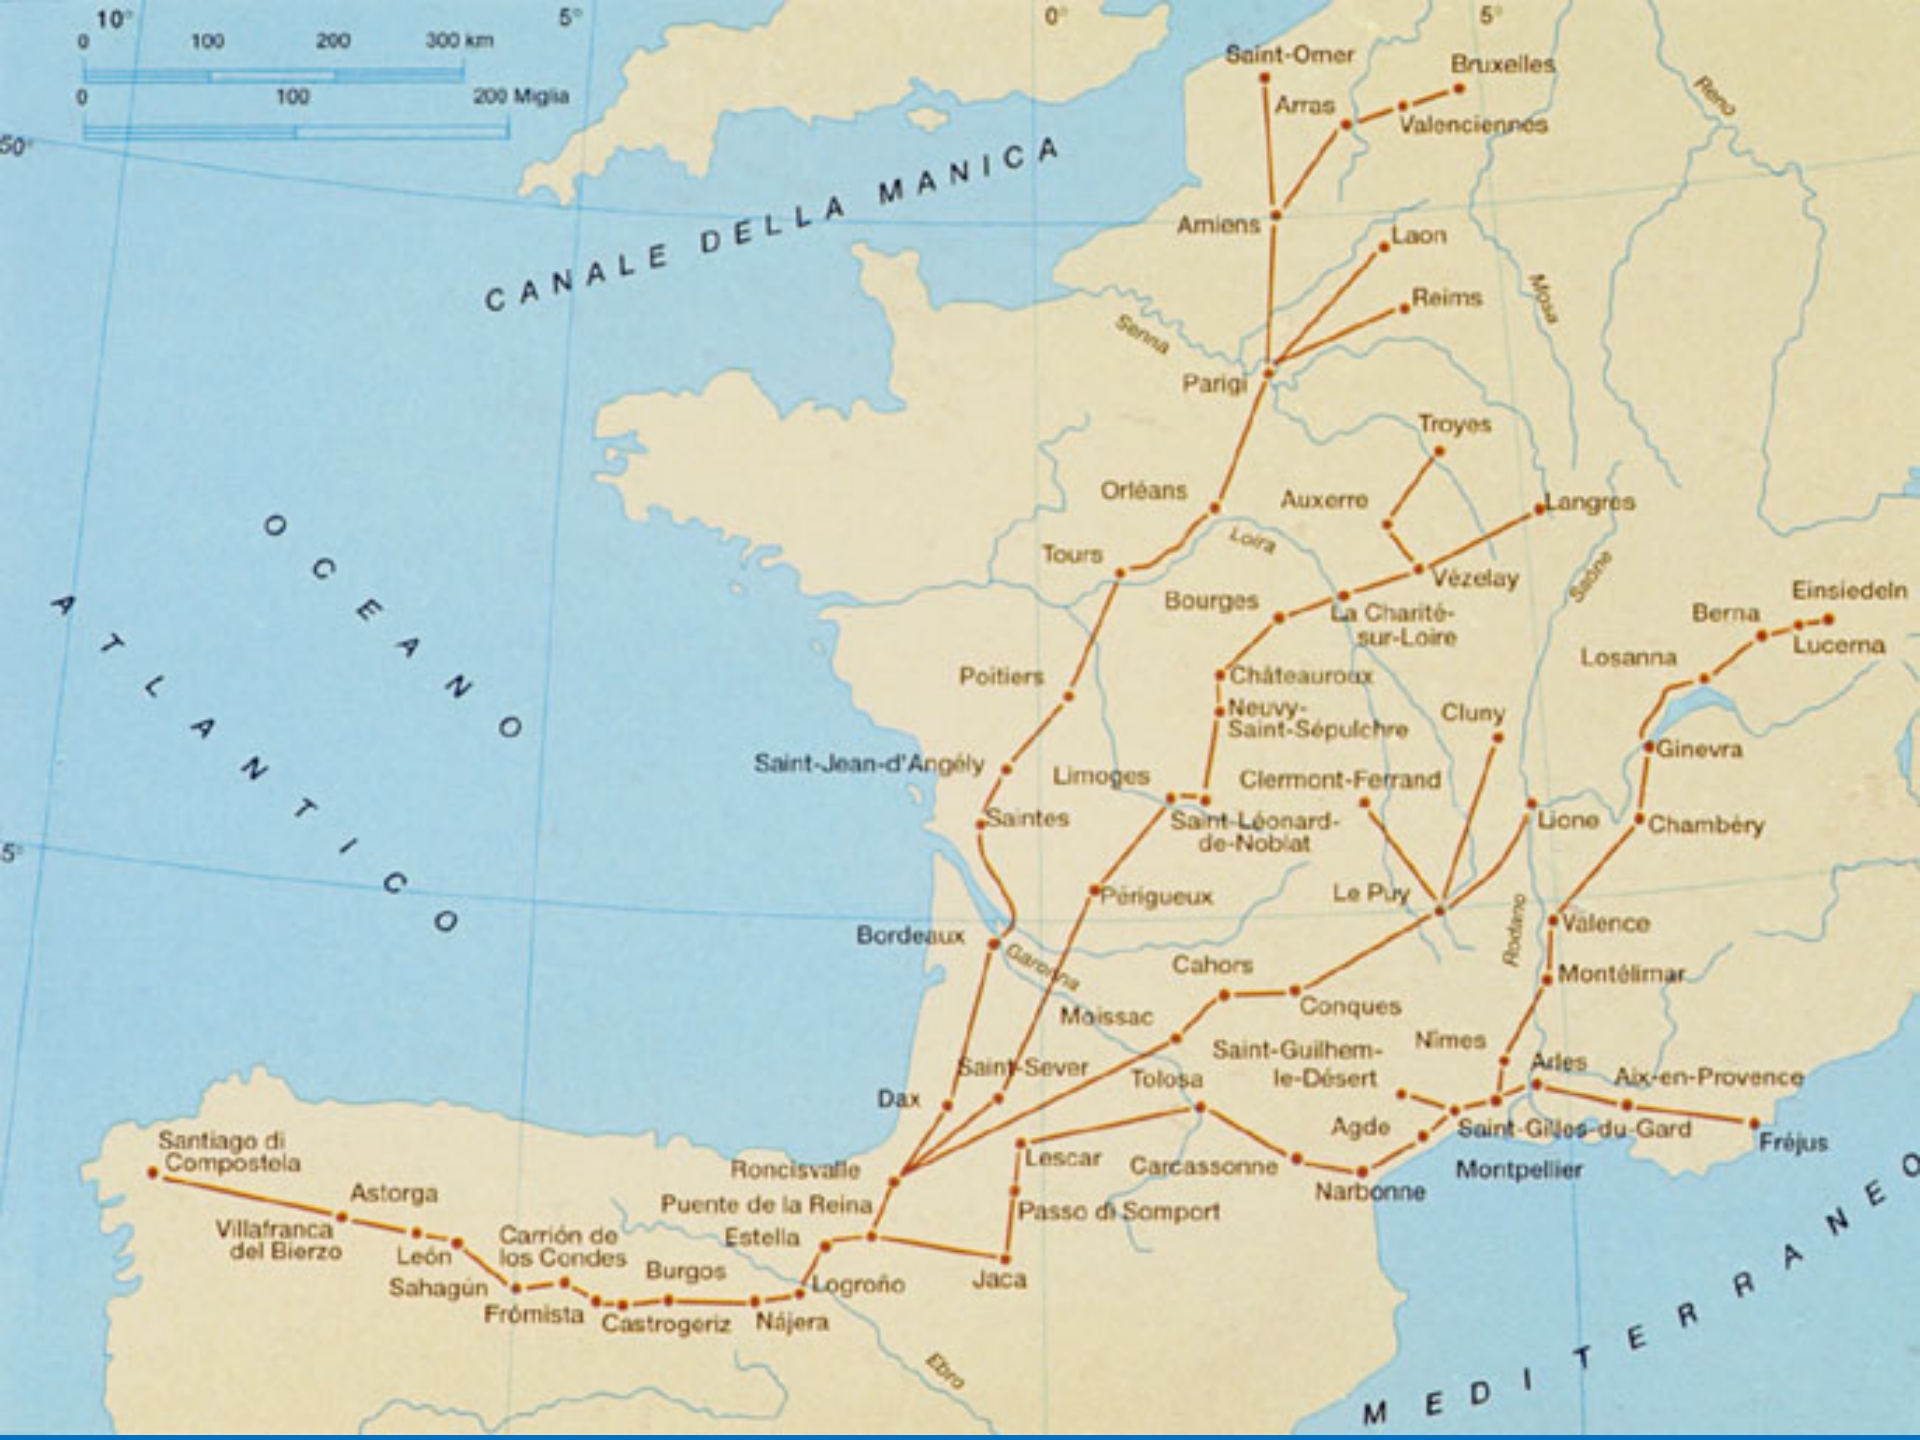 10°
5°
0°
5°
0
100
200
300 km
0
100
200 Miglia
50°
5°
CANALE DELLA MANICA
OCEANO
ATLANTICO
MEDITERRANEO
Saint-Omer
Bruxelles
Arras
Valenciennes
Reno
Amiens
Laon
Reims
Mosa
Senna
Parigi
Troyes
Orléans
Auxerre
Langres
Loira
Tours
Vézelay
Saône
Bourges
La Charité-
sur-Loire
Einsiedeln
Berna
Lucerna
Losanna
Poitiers
Châteauroux
Neuvy-
Saint-Sépulchre
Cluny
Ginevra
Saint-Jean-d'Angély
Limoges
Clermont-Ferrand
Saintes
Saint-Léonard-
de-Noblat
Lione
Chambéry
Périgueux
Le Puy
Rodano
Valence
Bordeaux
Garonna
Cahors
Conques
Montélimar
Moissac
Saint-Guilhem-
le-Désert
Nîmes
Arles
Aix-en-Provence
Saint-Sever
Tolosa
Dax
Agde
Saint-Gilles-du-Gard
Fréjus
Lescar
Carcassonne
Montpellier
Narbonne
Santiago di
Compostela
Roncisvalle
Puente de la Reina
Passo di Somport
Astorga
Villafranca
del Bierzo
Carrión de
los Condes
Estella
León
Burgos
Sahagún
Logroño
Jaca
Frómista
Castrogeriz
Nájera
Ebro